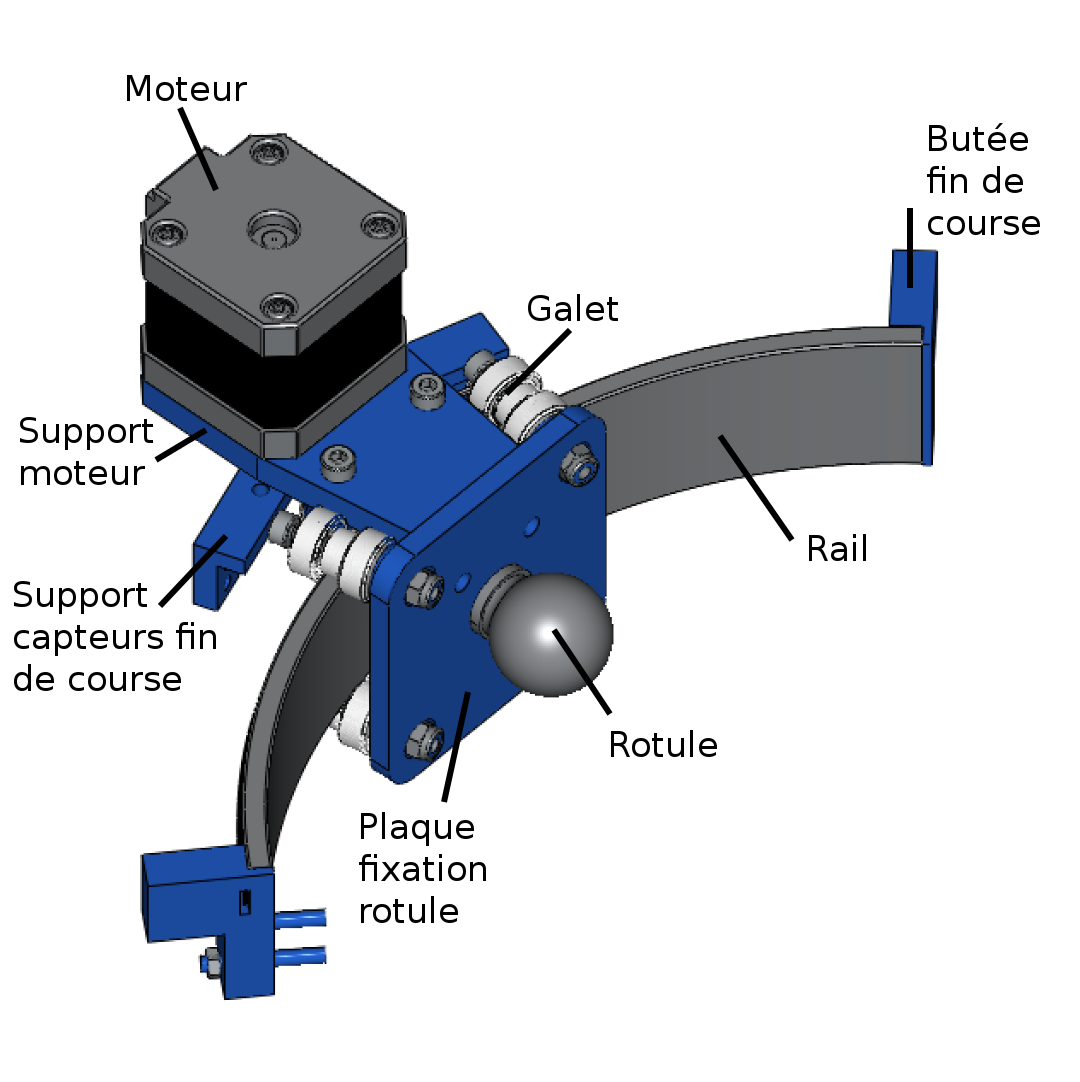 Moteur
Butée
fin de
course
Galet
Support
moteur
Rail
Support
capteurs fin
de course
Rotule
Plaque
fixation
rotule